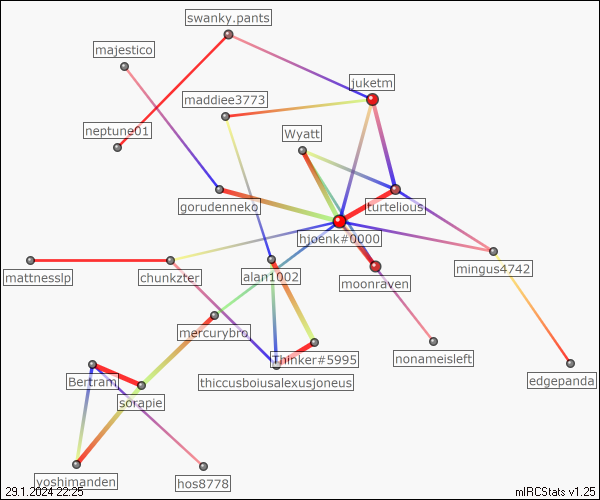 swanky.pants
majestico
juketm
maddiee3773
neptune01
Wyatt
gorudenneko
turtelious
hjoenk#0000
mattnesslp
chunkzter
alan1002
moonraven
mingus4742
mercurybro
Thinker#5995
nonameisleft
thiccusboiusalexusjoneus
edgepanda
Bertram
sorapie
yoshimanden
hos8778
29.1.2024 22:25
mIRCStats v1.25